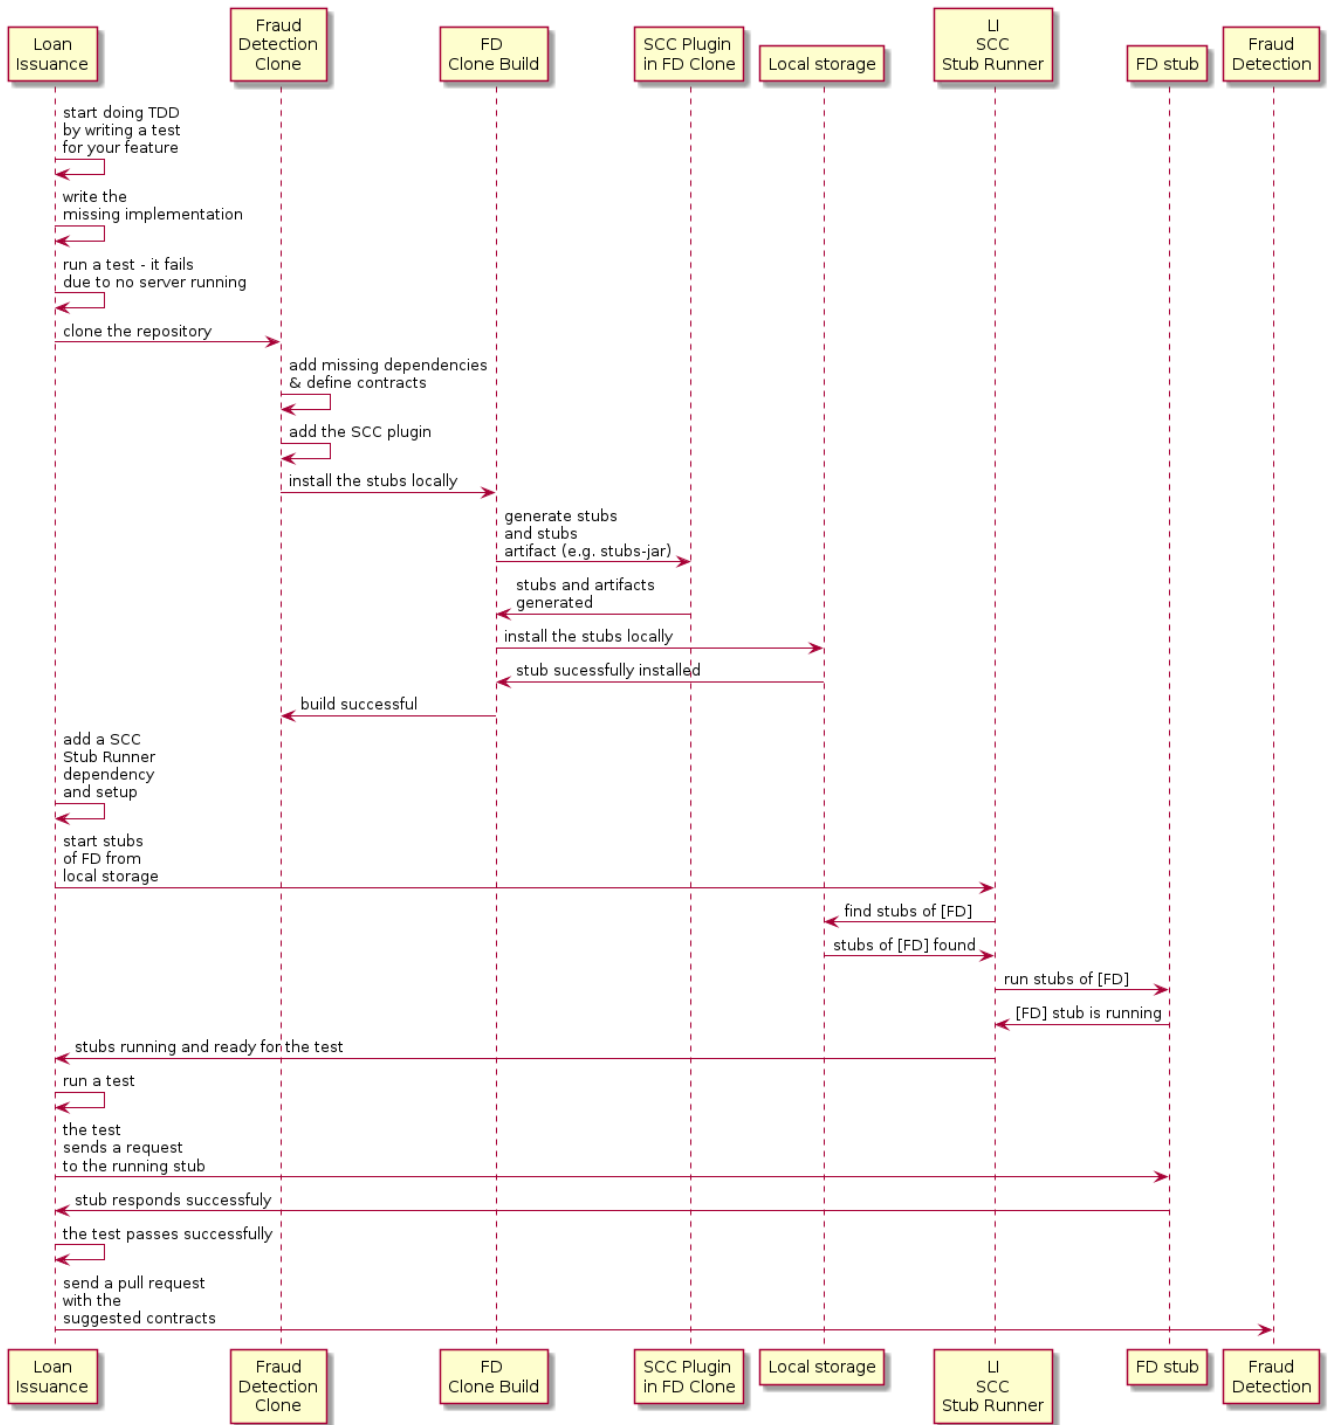 Loan
Issuance
Fraud
Detection
Clone
FD
Clone Build
SCC Plugin
in FD Clone
Local storage
LI
SCC
Stub Runner
FD stub
Fraud
Detection
start doing TDD
by writing a test
for your feature
write the
missing implementation
run a test - it fails
due to no server running
clone the repository
add missing dependencies
& define contracts
add the SCC plugin
install the stubs locally
generate stubs
and stubs
artifact (e.g. stubs-jar)
stubs and artifacts
generated
install the stubs locally
stub sucessfully installed
build successful
add a SCC
Stub Runner
dependency
and setup
start stubs
of FD from
local storage
find stubs of [FD]
stubs of [FD] found
run stubs of [FD]
[FD] stub is running
stubs running and ready for the test
run a test
the test
sends a request
to the running stub
stub responds successfuly
the test passes successfully
send a pull request
with the
suggested contracts
Loan
Issuance
Fraud
Detection
Clone
FD
Clone Build
SCC Plugin
in FD Clone
Local storage
LI
SCC
Stub Runner
FD stub
Fraud
Detection